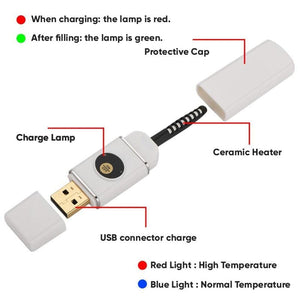 When charging: the lamp is red.
After filling: the lamp is green.
Protective Cap
Charge Lamp
Ceramic Heater
USB connector charge
Red Light : High Temperature
Blue Light : Normal Temperature